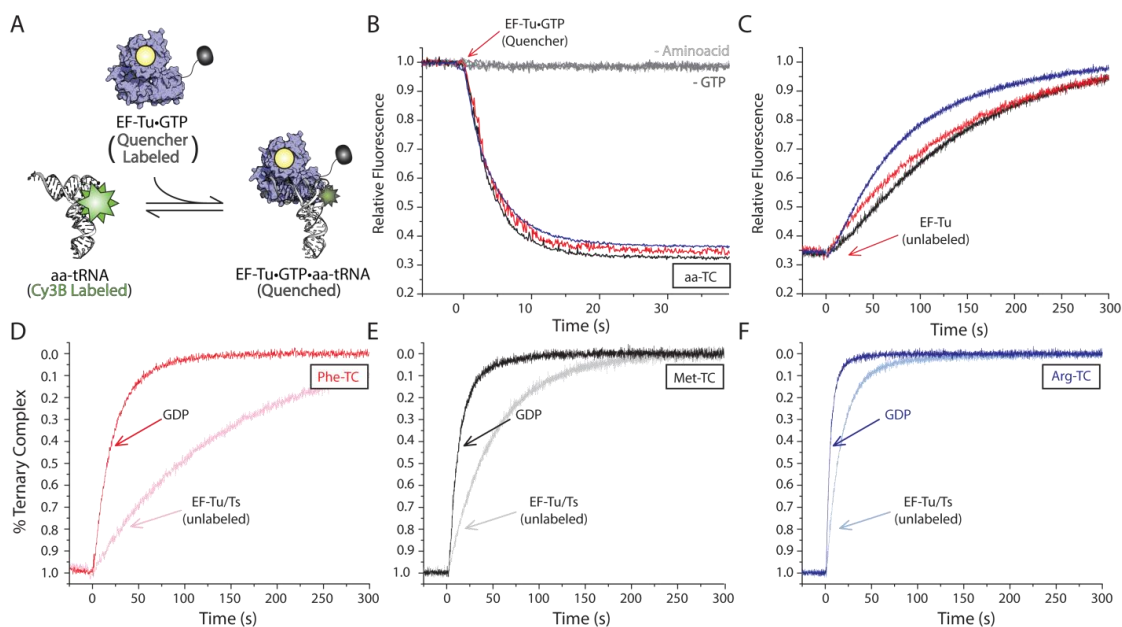 A
EF-Tu•GTP
(Quencher
Labeled)
aa-tRNA
(Cy3B Labeled)
EF-Tu•GTP•aa-tRNA
(Quenched)
B
EF-Tu•GTP
(Quencher)
- Aminoacid
- GTP
Relative Fluorescence
1.1
1.0
0.9
0.8
0.7
0.6
0.5
0.4
0.3
0.2
aa-TC
0
10
20
30
Time (s)
C
Relative Fluorescence
1.0
0.9
0.8
0.7
0.6
0.5
0.4
0.3
0.2
EF-Tu
(unlabeled)
0
50
100
150
200
250
300
Time (s)
D
% Ternary Complex
0.0
0.1
0.2
0.3
0.4
0.5
0.6
0.7
0.8
0.9
1.0
Phe-TC
GDP
EF-Tu/Ts
(unlabeled)
0
50
100
150
200
250
300
Time (s)
E
0.0
0.1
0.2
0.3
0.4
0.5
0.6
0.7
0.8
0.9
1.0
Met-TC
GDP
EF-Tu/Ts
(unlabeled)
0
50
100
150
200
250
300
Time (s)
F
0.0
0.1
0.2
0.3
0.4
0.5
0.6
0.7
0.8
0.9
1.0
Arg-TC
GDP
EF-Tu/Ts
(unlabeled)
0
50
100
150
200
250
300
Time (s)